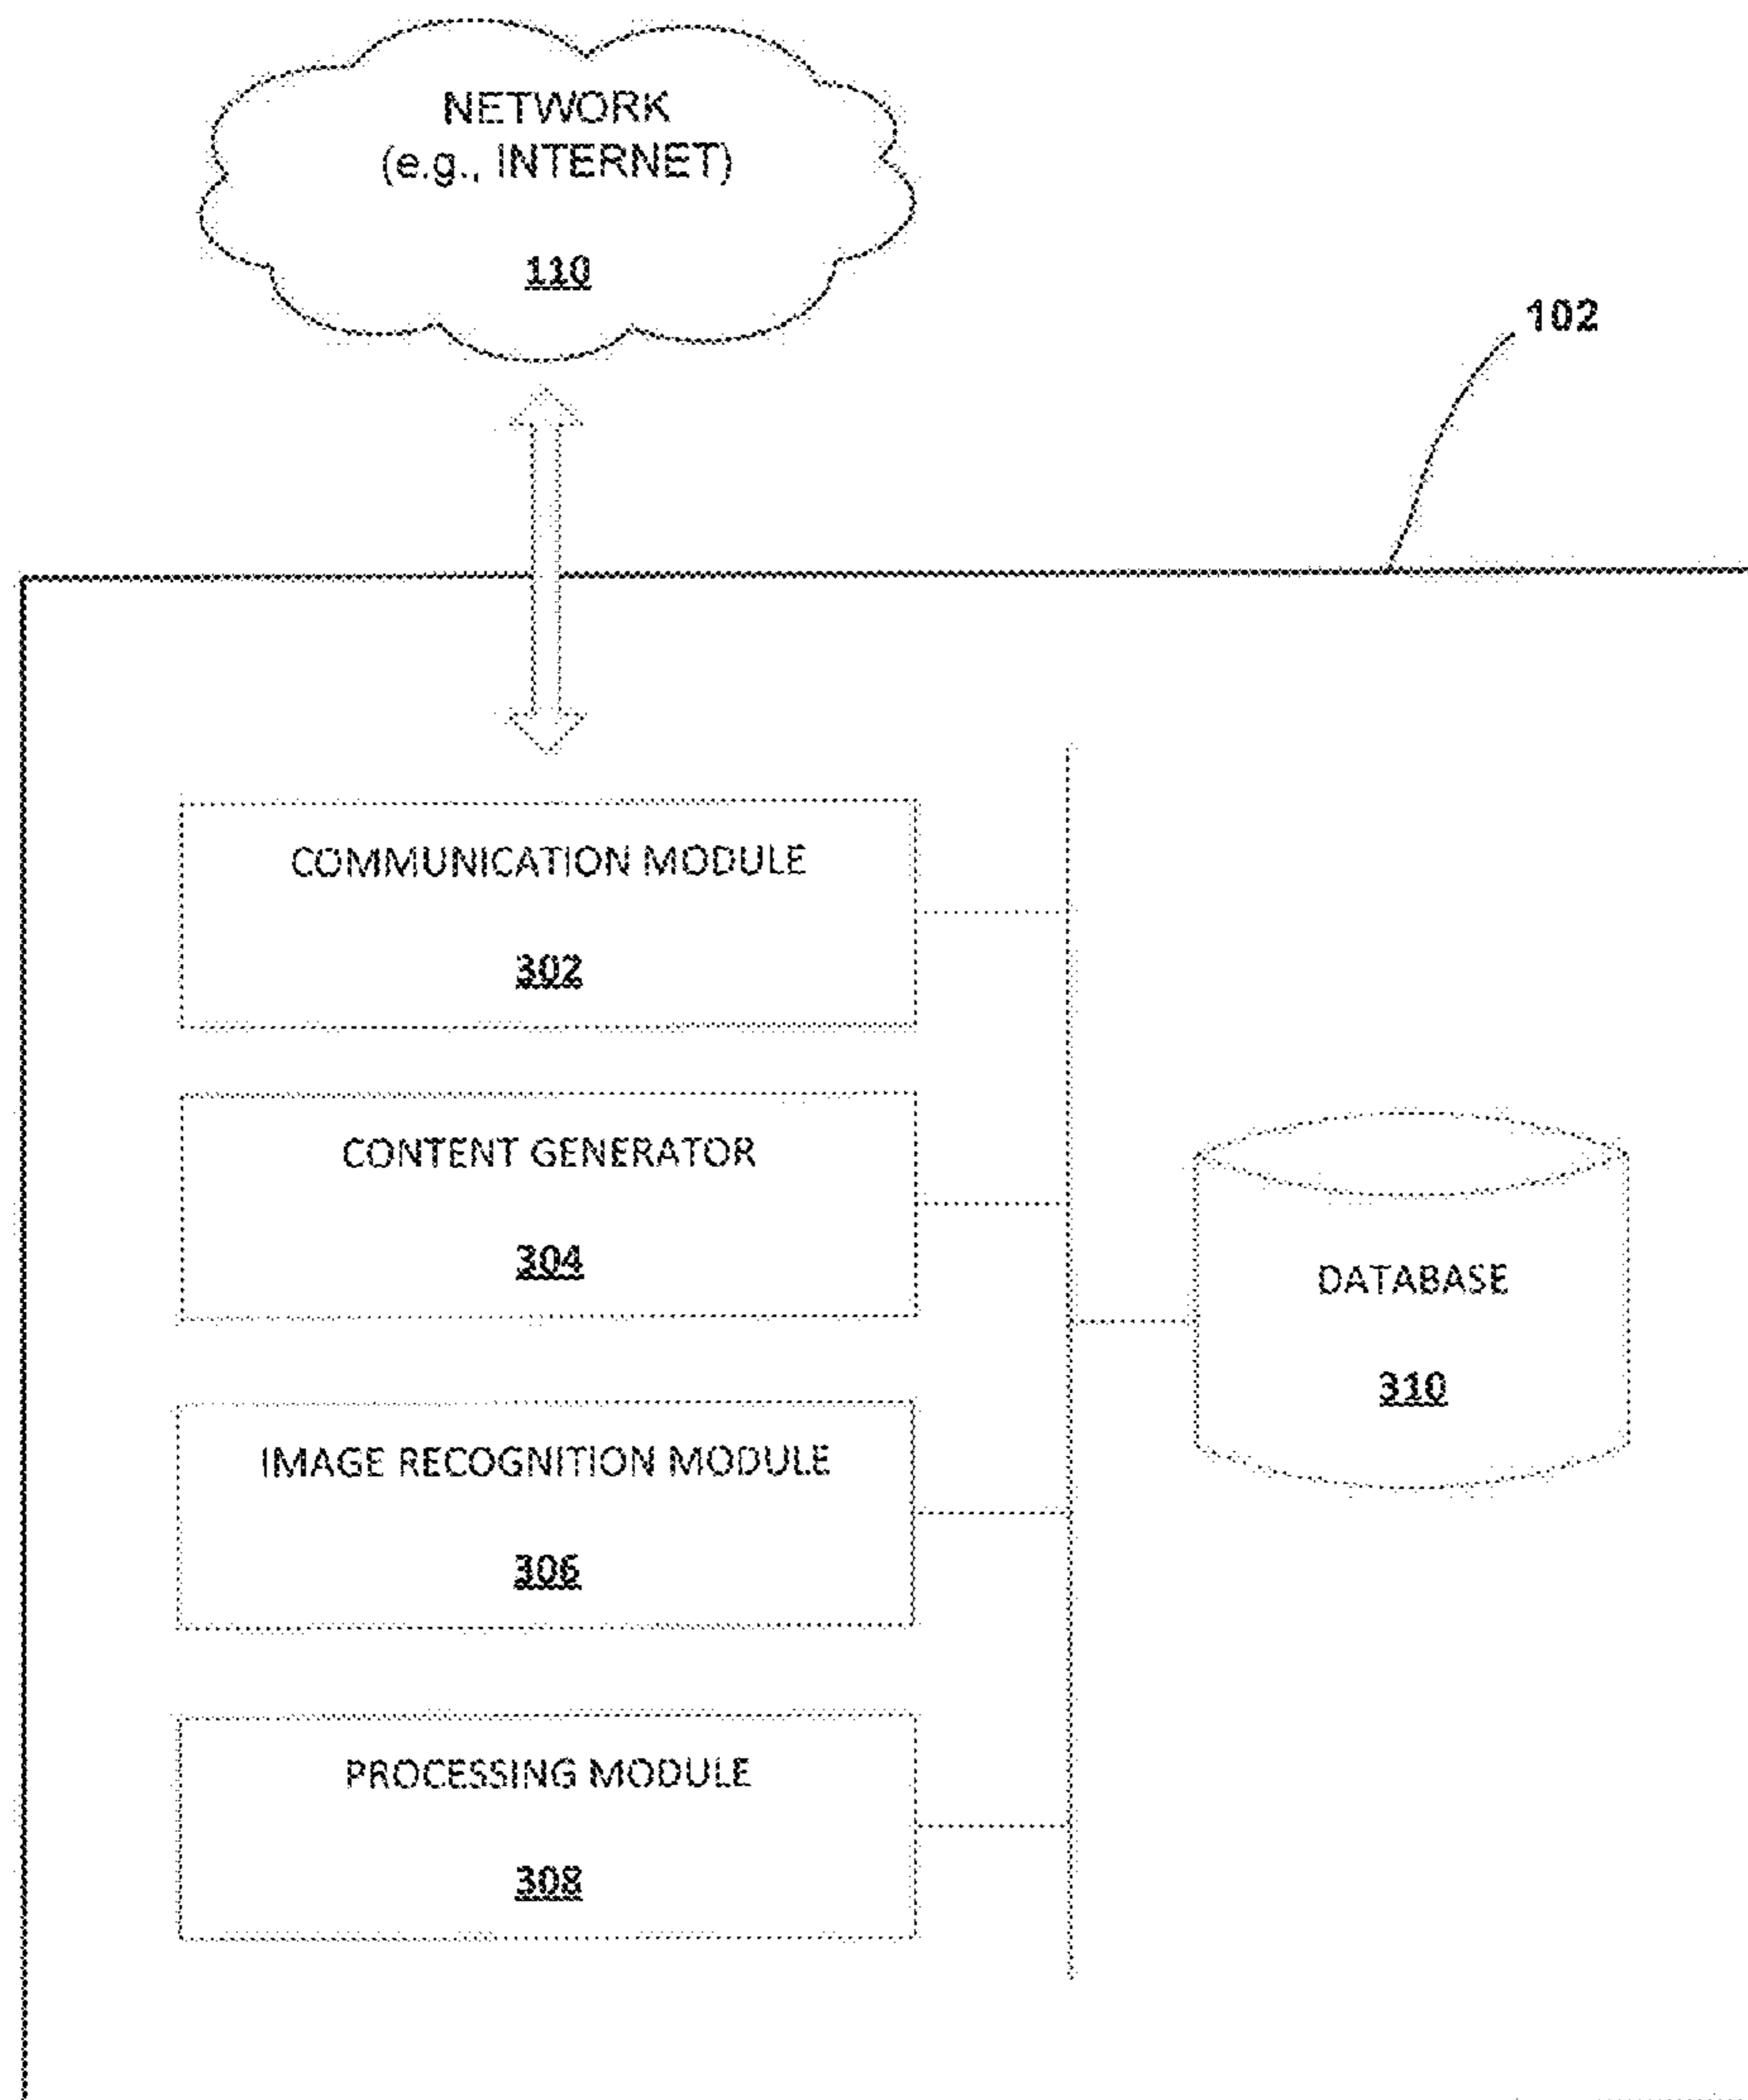 NETWORK
(e.g., INTERNET)
110
102
COMMUNICATION MODULE
302
CONTENT GENERATOR
304
DATABASE
310
IMAGE RECOGNITION MODULE
306
PROCESSING MODULE
308